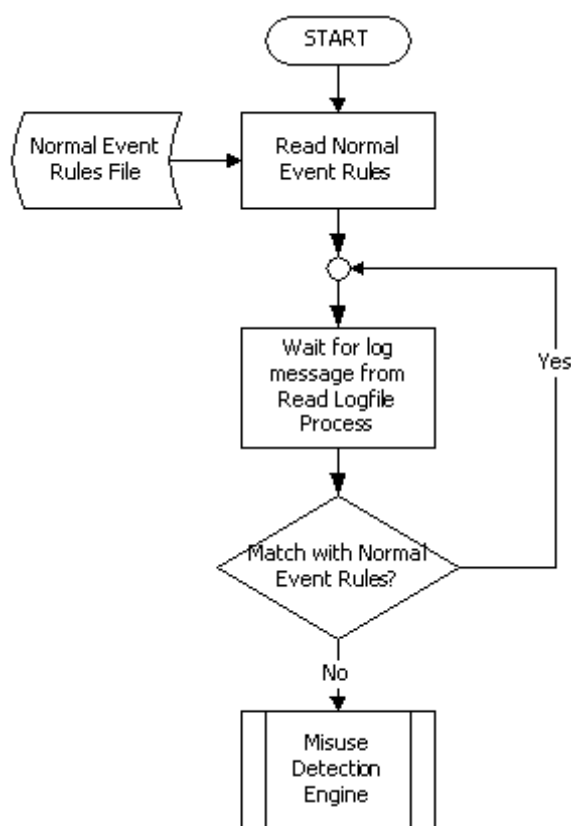 START
Normal Event
Rules File
Read Normal
Event Rules
Wait for log
message from
Read Logfile
Process
Yes
Match with Normal
Event Rules?
No
Misuse
Detection
Engine